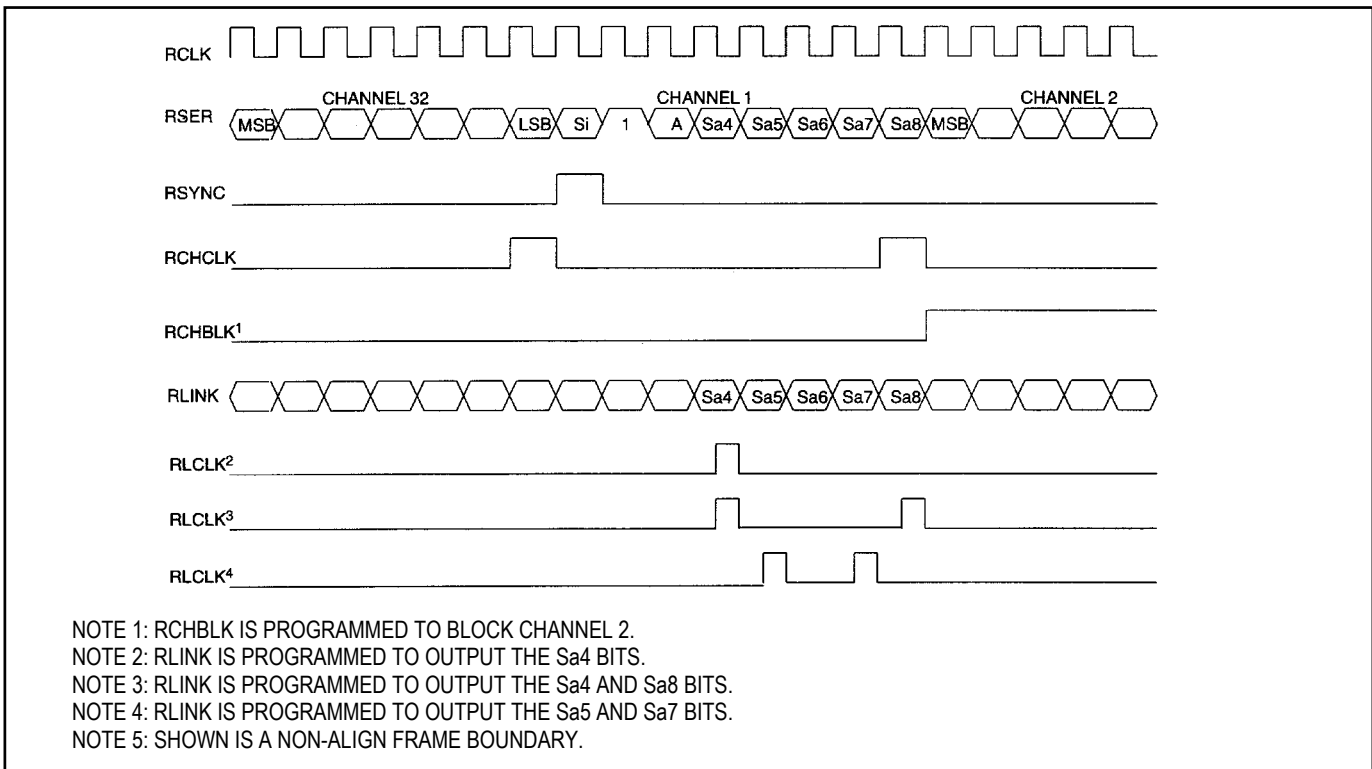 RCLK
CHANNEL 32 CHANNEL 1 CHANNEL 2
RSER MSB LSB Si 1 A Sa4 Sa5 Sa6 Sa7 Sa8 MSB
RSYNC
RCHCLK
RCHBLK¹
RLINK Sa4 Sa5 Sa6 Sa7 Sa8
RLCLK²
RLCLK³
RLCLK⁴
NOTE 1: RCHBLK IS PROGRAMMED TO BLOCK CHANNEL 2.
NOTE 2: RLINK IS PROGRAMMED TO OUTPUT THE Sa4 BITS.
NOTE 3: RLINK IS PROGRAMMED TO OUTPUT THE Sa4 AND Sa8 BITS.
NOTE 4: RLINK IS PROGRAMMED TO OUTPUT THE Sa5 AND Sa7 BITS.
NOTE 5: SHOWN IS A NON-ALIGN FRAME BOUNDARY.